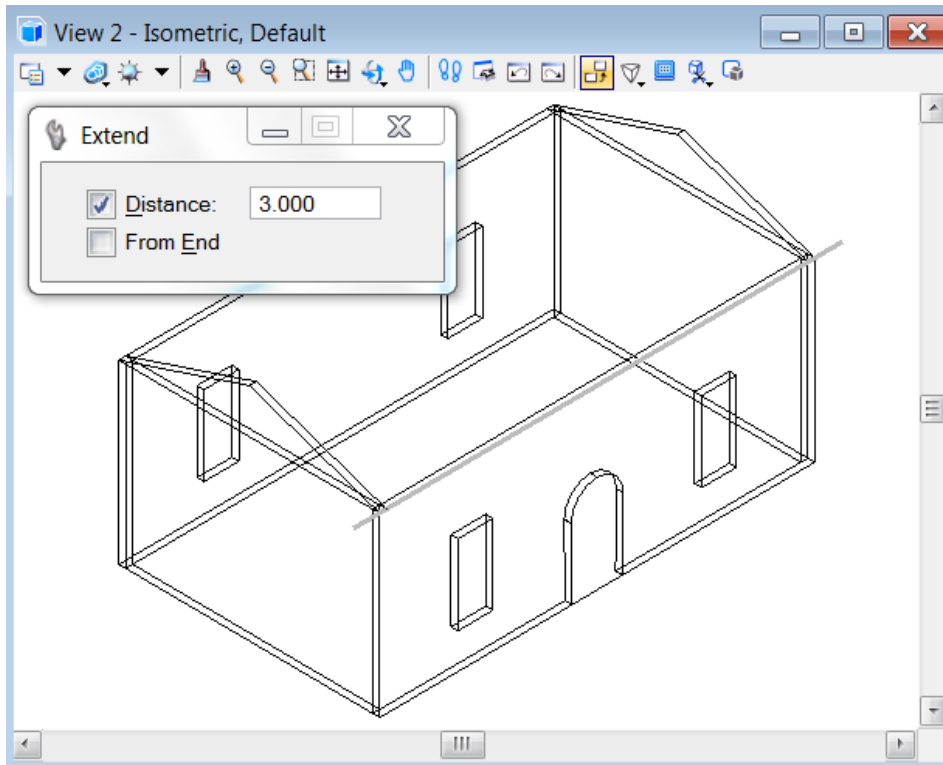 View 2 - Isometric, Default
Extend
Distance: 3.000
From End